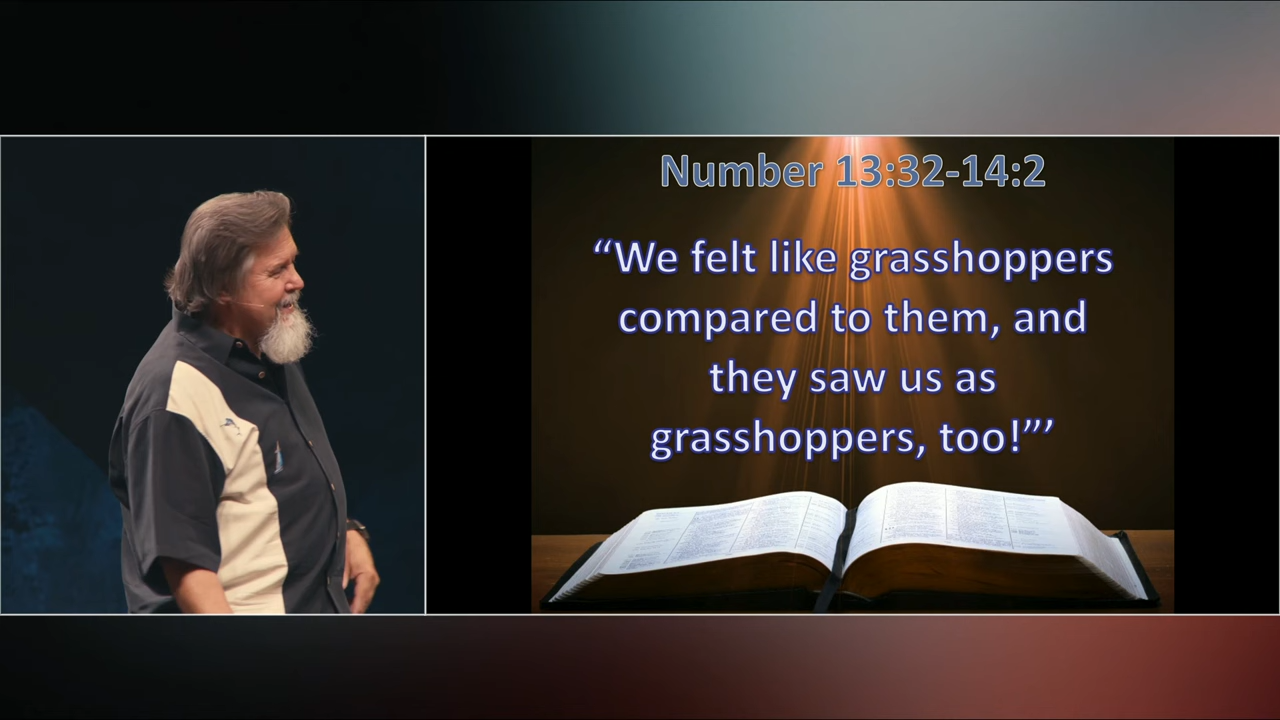 Number 13:32-14:2
“We felt like grasshoppers
compared to them, and
they saw us as
grasshoppers, too!”’